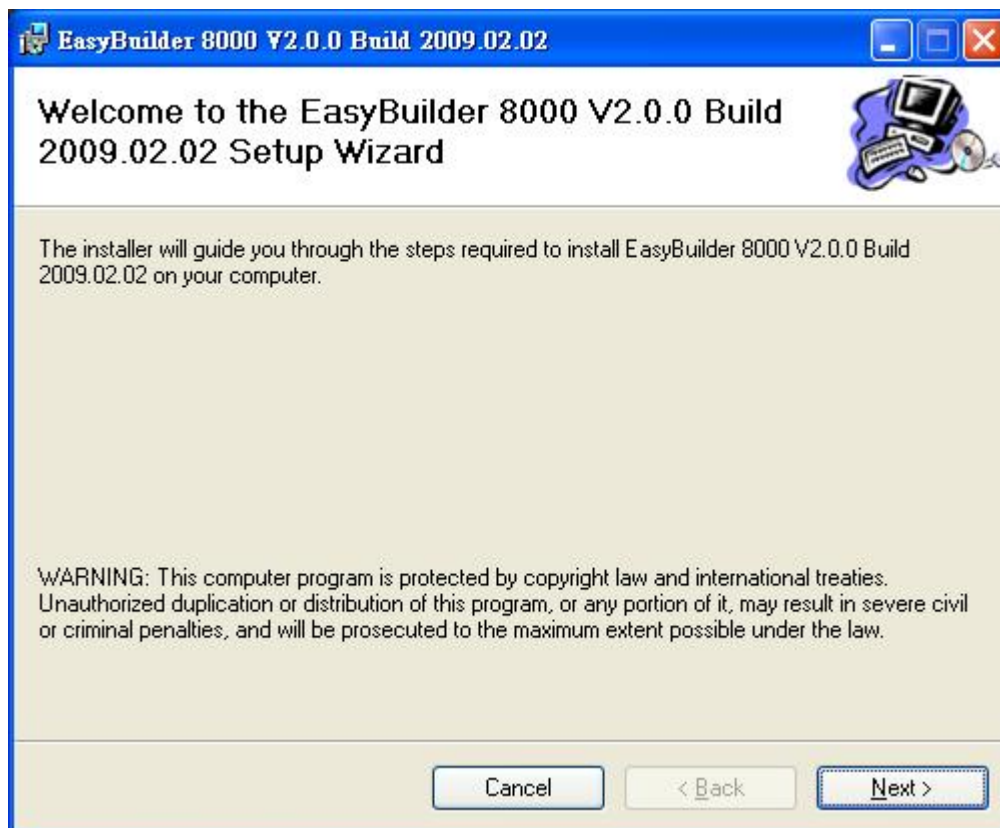 EasyBuilder 8000 V2.0.0 Build 2009.02.02
Welcome to the EasyBuilder 8000 V2.0.0 Build
2009.02.02 Setup Wizard
The installer will guide you through the steps required to install EasyBuilder 8000 V2.0.0 Build
2009.02.02 on your computer.
WARNING: This computer program is protected by copyright law and international treaties.
Unauthorized duplication or distribution of this program, or any portion of it, may result in severe civil
or criminal penalties, and will be prosecuted to the maximum extent possible under the law.
Cancel < Back Next >